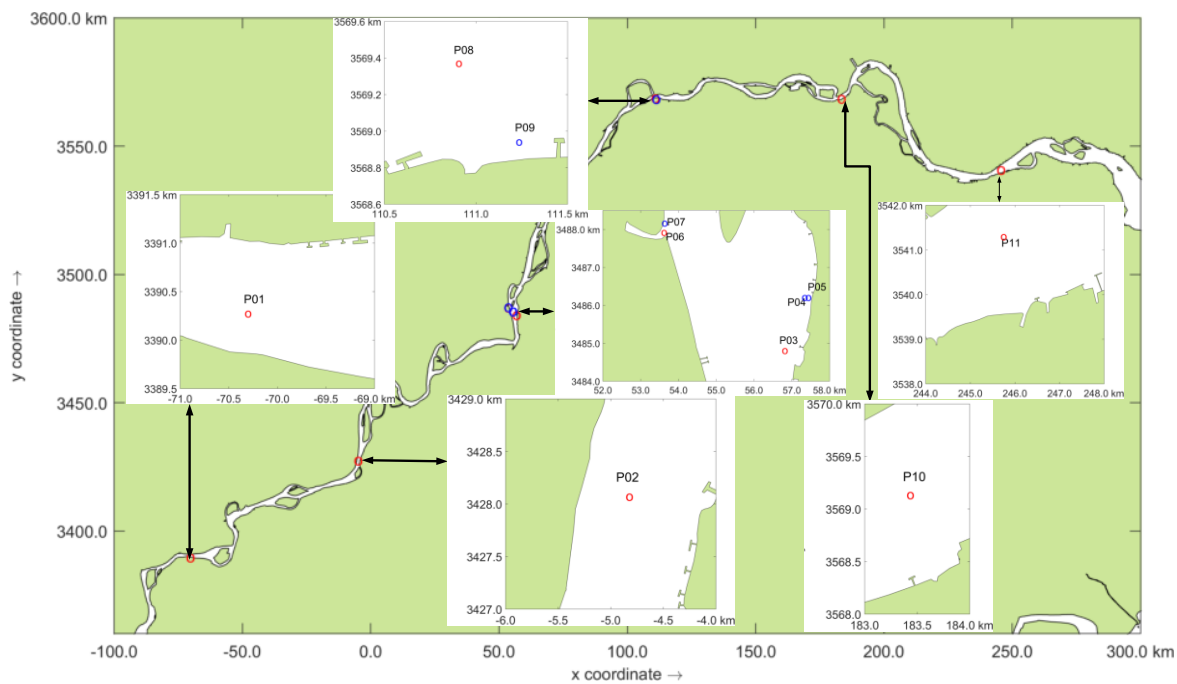 3600.0 km
3550.0
3500.0
3450.0
3400.0
y coordinate →
-100.0
-50.0
0.0
50.0
100.0
150.0
200.0
250.0
300.0 km
x coordinate →
3569.6 km
3569.4
3569.2
3569.0
3568.8
3568.6
110.5
111.0
111.5 km
P08
P09
3391.5 km
3391.0
3390.5
3390.0
3389.5
-71.0
-70.5
-70.0
-69.5
-69.0 km
P01
3488.0 km
3487.0
3486.0
3485.0
3484.0
52.0
53.0
54.0
55.0
56.0
57.0
58.0 km
P07
P06
P05
P04
P03
3542.0 km
3541.0
3540.0
3539.0
3538.0
244.0
245.0
246.0
247.0
248.0 km
P11
3429.0 km
3428.5
3428.0
3427.5
3427.0
-6.0
-5.5
-5.0
-4.5
-4.0 km
P02
3570.0 km
3569.5
3569.0
3568.5
3568.0
183.0
183.5
184.0 km
P10